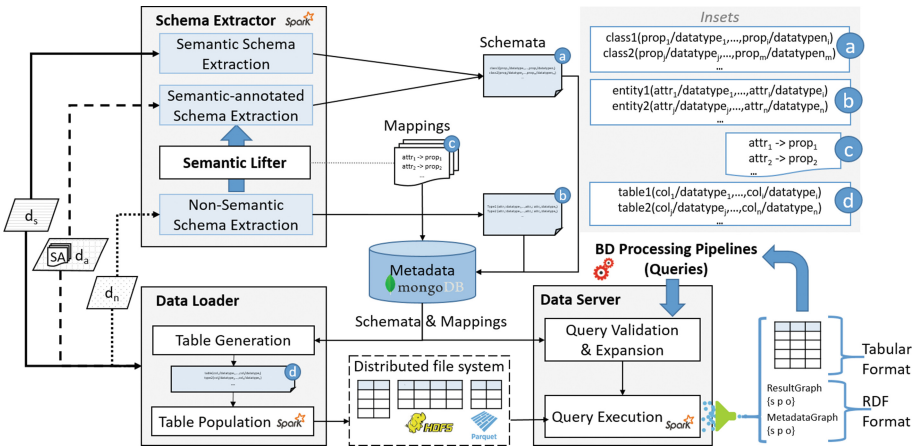 Schema Extractor Spark
Semantic Schema
Extraction
Semantic-annotated
Schema Extraction
Semantic Lifter
Non-Semantic
Schema Extraction
Schemata
a
Mappings
c
attr1 -> prop1
attr2 -> prop2
...
b
Insets
class1(prop1/datatype1,...,propi/datatypeni)
class2(propj/datatypej,...,propm/datatypenm)
...
a
entity1(attr1/datatype1,...,attri/datatypei)
entity2(attrj/datatypej,...,attrn/datatypen)
...
b
attr1 -> prop1
attr2 -> prop2
...
c
table1(coli/datatype1,...,coli/datatypei)
table2(colj/datatypej,...,coln/datatypen)
...
d
ds
SA da
dn
Metadata
mongoDB
Schemata & Mappings
BD Processing Pipelines
(Queries)
Data Loader
Table Generation
d
Table Population Spark
Distributed file system
HDFS
Parquet
Data Server
Query Validation
& Expansion
Query Execution Spark
Tabular
Format
ResultGraph
{s p o}
MetadataGraph
{s p o}
RDF
Format